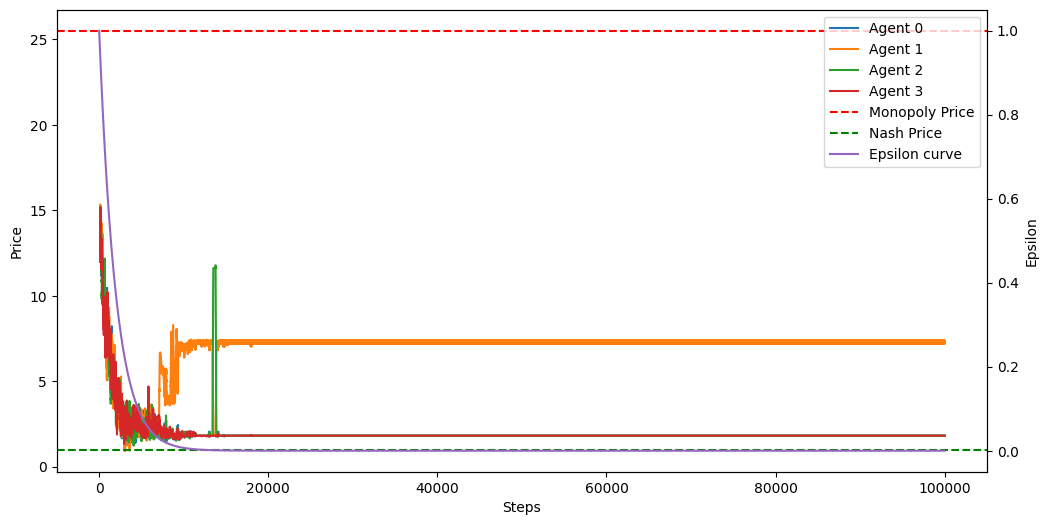 25
20
15
10
5
0
Price
0
20000
40000
60000
80000
100000
Steps
1.0
0.8
0.6
0.4
0.2
0.0
Epsilon
Agent 0
Agent 1
Agent 2
Agent 3
Monopoly Price
Nash Price
Epsilon curve